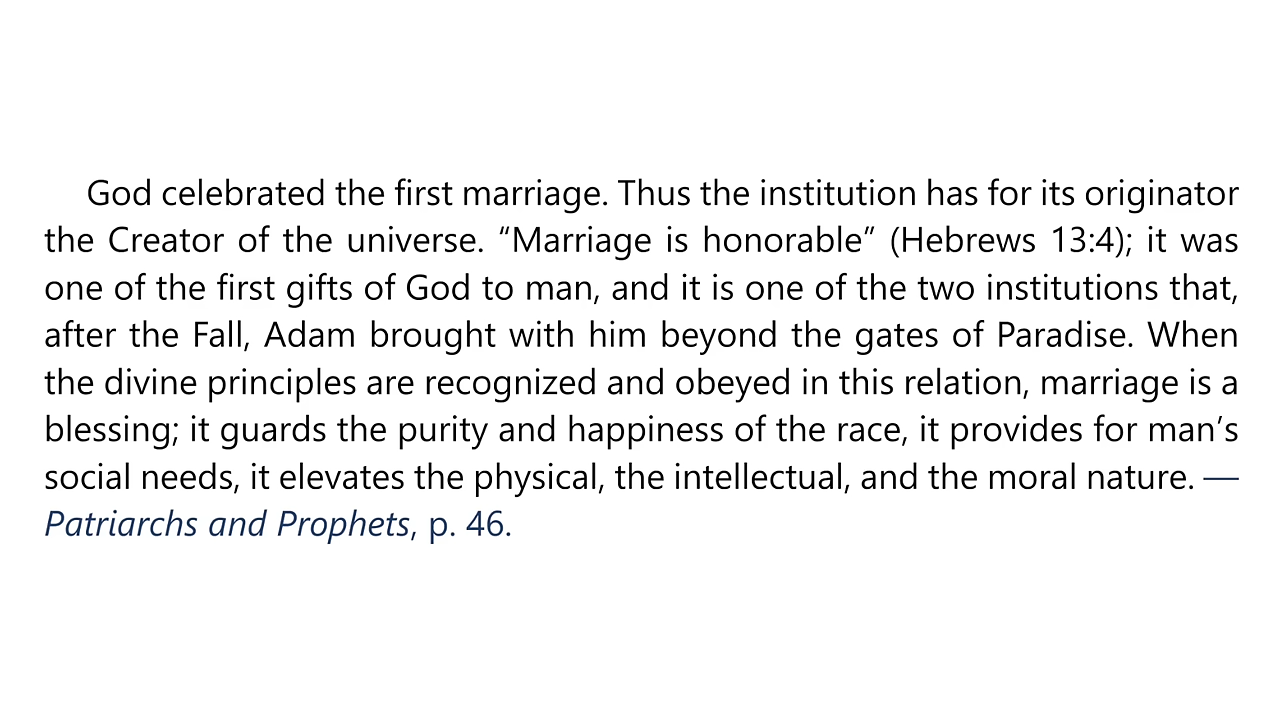 God celebrated the first marriage. Thus the institution has for its originator
the Creator of the universe. “Marriage is honorable” (Hebrews 13:4); it was
one of the first gifts of God to man, and it is one of the two institutions that,
after the Fall, Adam brought with him beyond the gates of Paradise. When
the divine principles are recognized and obeyed in this relation, marriage is a
blessing; it guards the purity and happiness of the race, it provides for man’s
social needs, it elevates the physical, the intellectual, and the moral nature. —
Patriarchs and Prophets, p. 46.